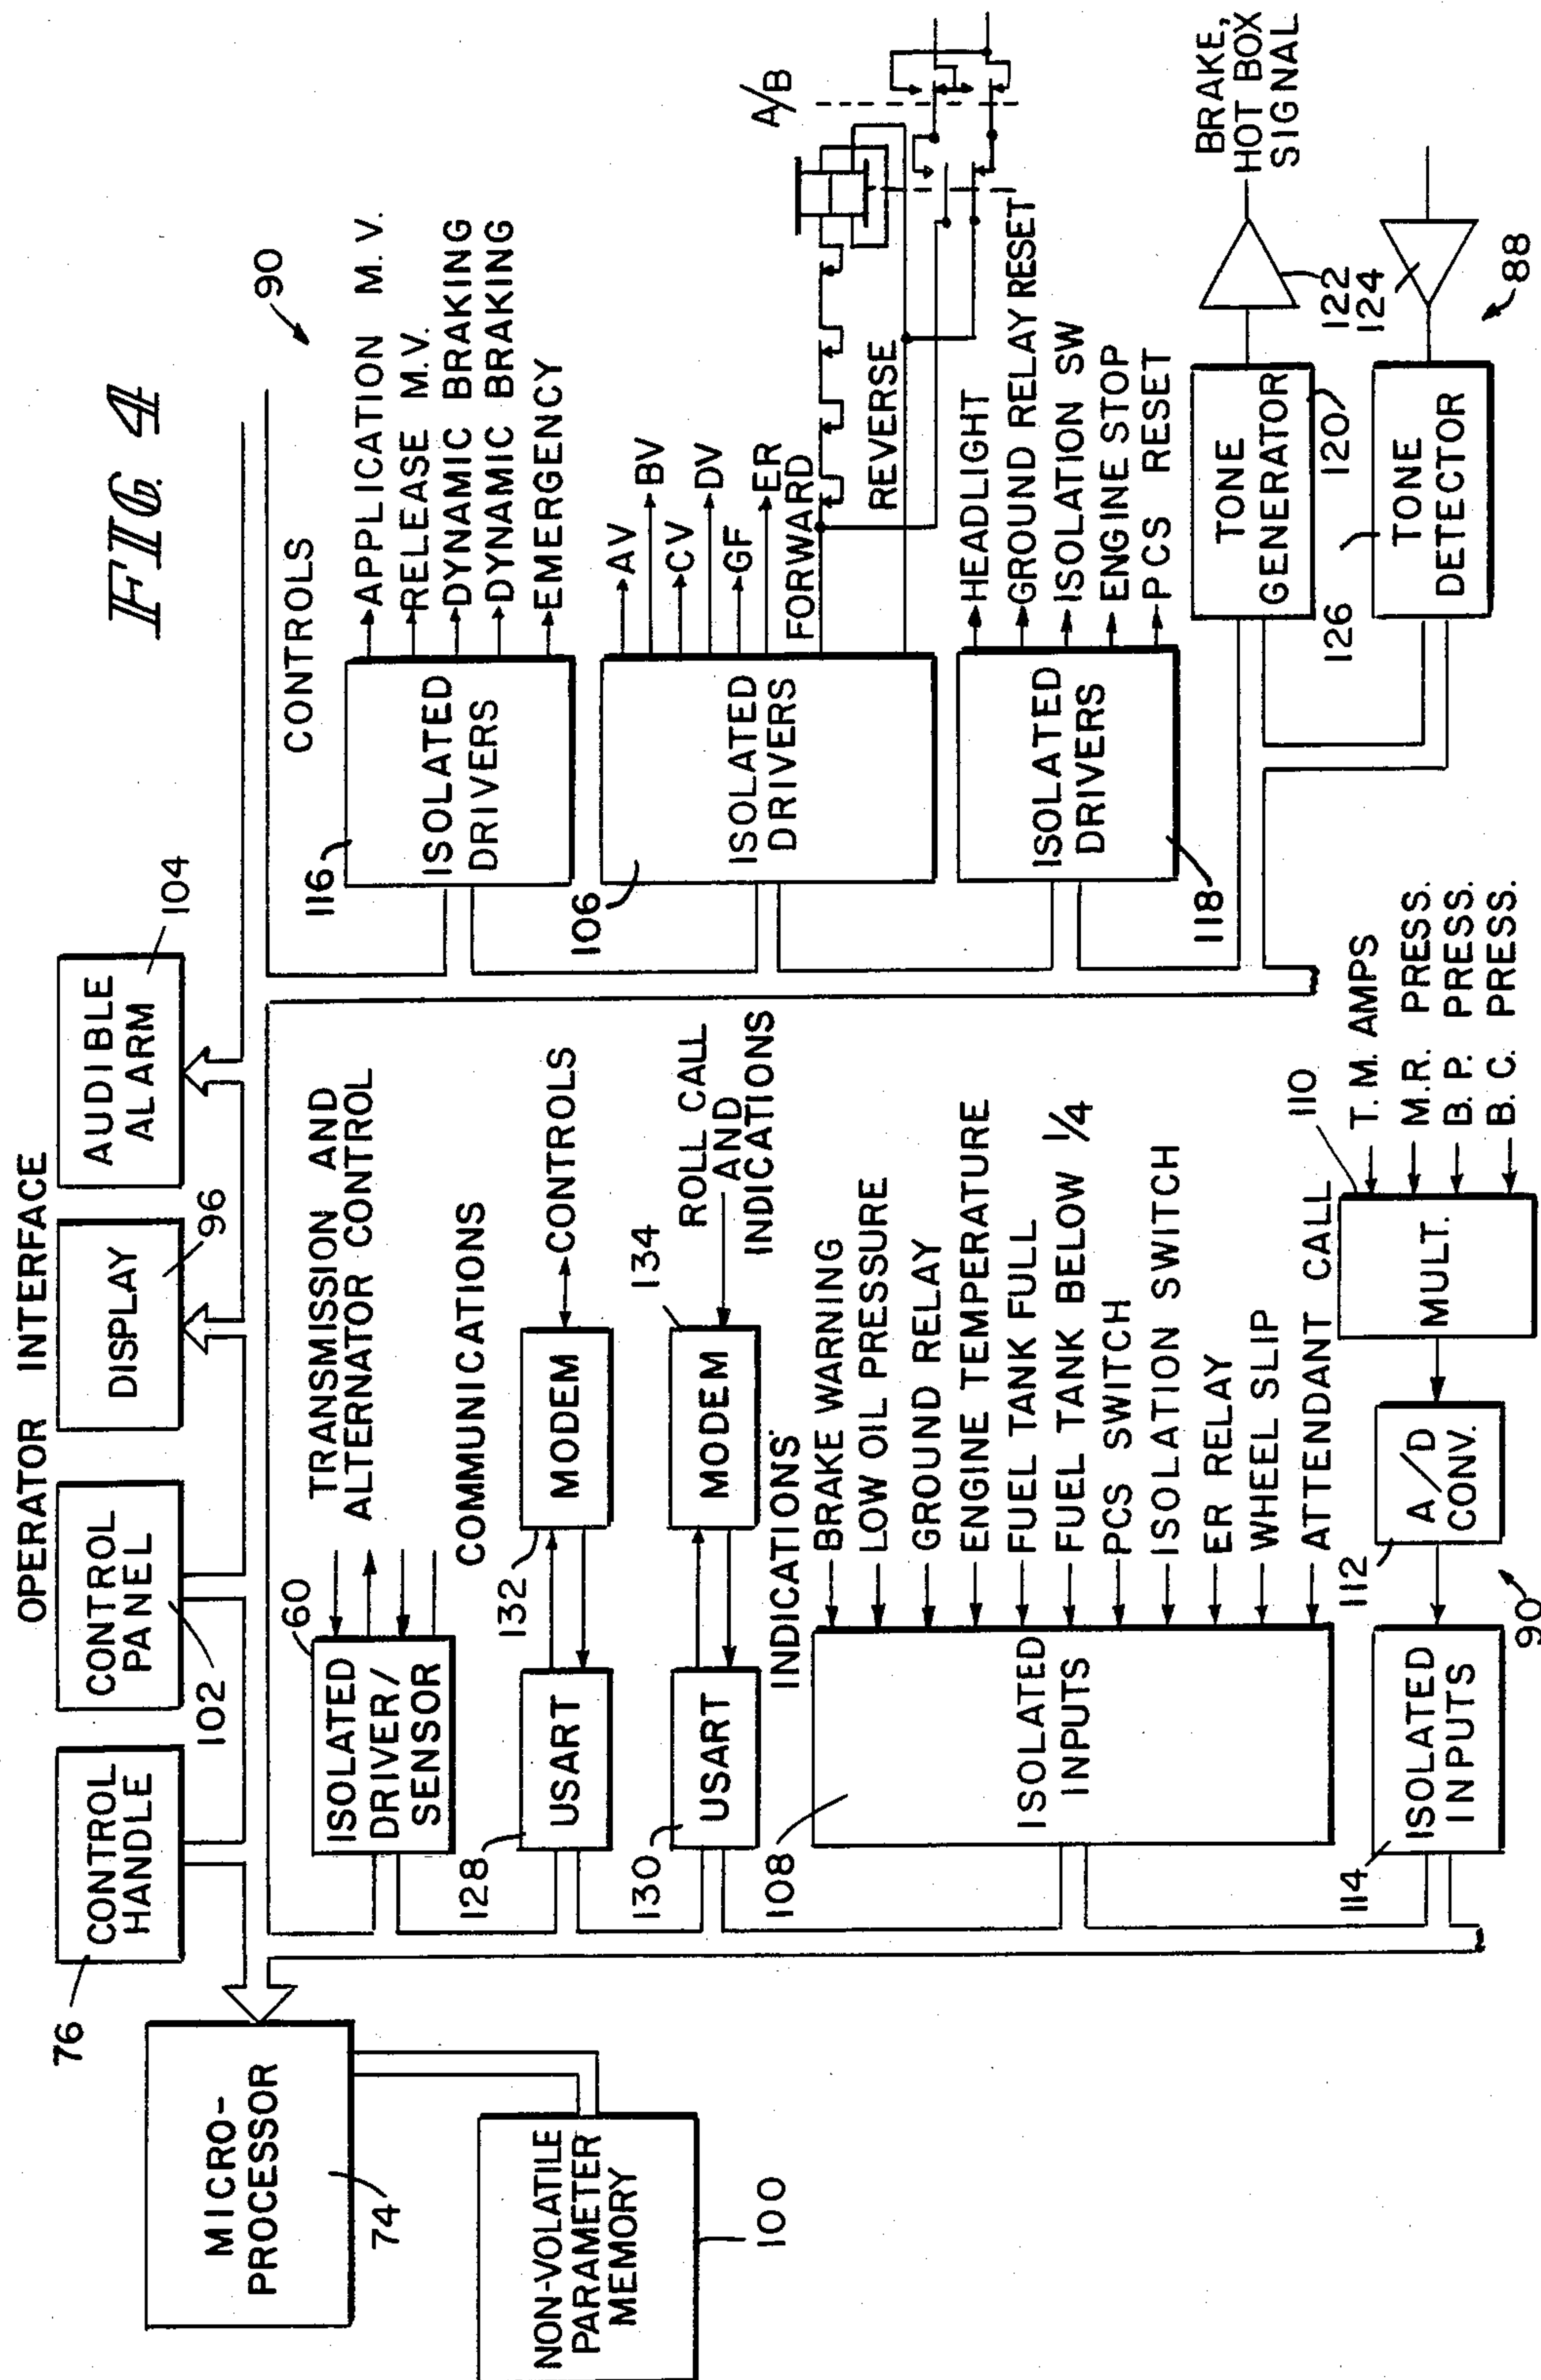 FIG. 4
OPERATOR INTERFACE
76
CONTROL
HANDLE
CONTROL
PANEL
102
DISPLAY
96
AUDIBLE
ALARM
104
MICRO-
PROCESSOR
74
NON-VOLATILE
PARAMETER
MEMORY
100
60
ISOLATED
DRIVER/
SENSOR
TRANSMISSION AND
ALTERNATOR CONTROL
COMMUNICATIONS
128
USART
132
MODEM
CONTROLS
130
USART
134
MODEM
ROLL CALL
AND
INDICATIONS
INDICATIONS
108
ISOLATED
INPUTS
BRAKE WARNING
LOW OIL PRESSURE
GROUND RELAY
ENGINE TEMPERATURE
FUEL TANK FULL
FUEL TANK BELOW 1/4
PCS SWITCH
ISOLATION SWITCH
ER RELAY
WHEEL SLIP
ATTENDANT CALL
114
ISOLATED
INPUTS
112
A/D
CONV.
90
110
MULT.
T.M. AMPS
M.R. PRESS.
B.P. PRESS.
B.C. PRESS.
CONTROLS
90
116
ISOLATED
DRIVERS
APPLICATION M.V.
RELEASE M.V.
DYNAMIC BRAKING
DYNAMIC BRAKING
EMERGENCY
106
ISOLATED
DRIVERS
AV
BV
CV
DV
GF
ER
FORWARD
REVERSE
A/B
118
ISOLATED
DRIVERS
HEADLIGHT
GROUND RELAY RESET
ISOLATION SW
ENGINE STOP
PCS RESET
TONE
GENERATOR
120
122
BRAKE,
HOT BOX
SIGNAL
126
TONE
DETECTOR
124
88